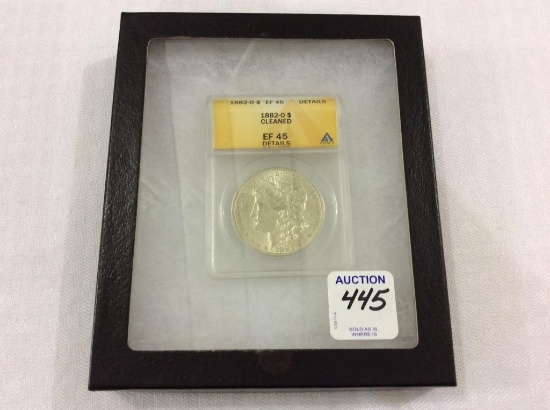 1882-O $ EF 45 DETAILS
1882-O $
CLEANED
EF 45
DETAILS
AUCTION
445
SOLD AS IS,
WHERE IS